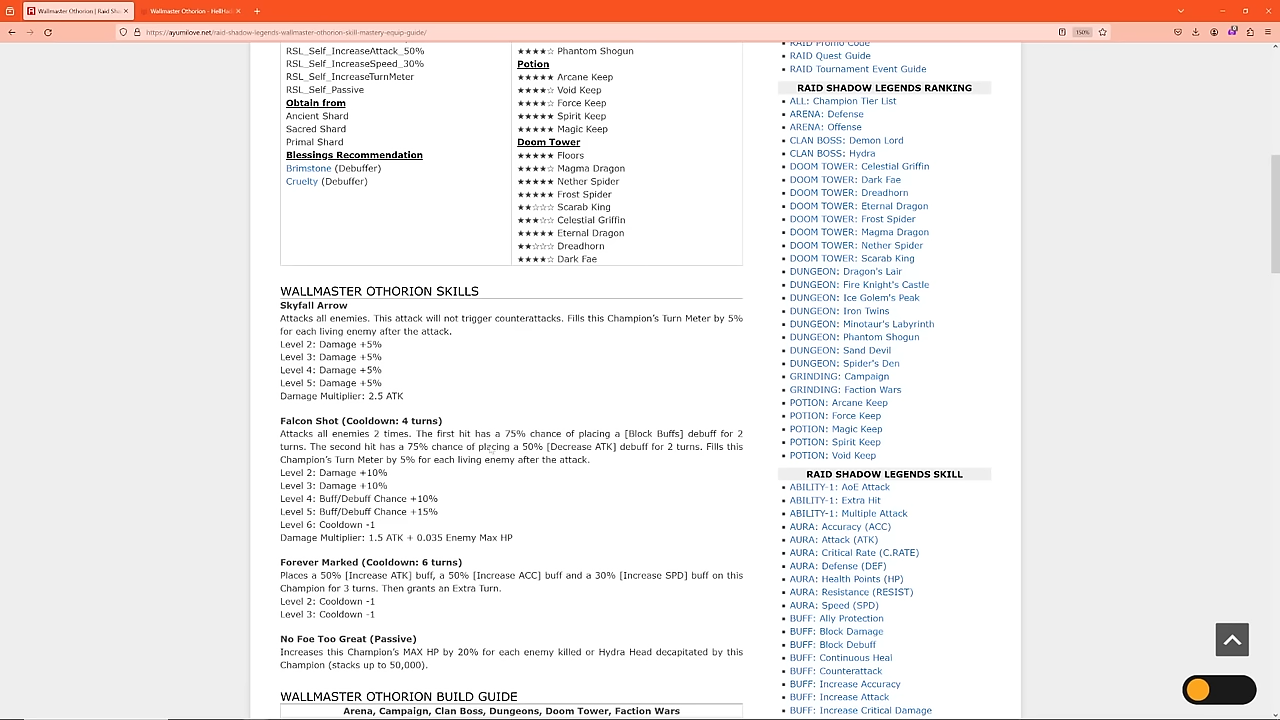 Wallmaster Othorion | Raid Sha
Wallmaster Othorion - HellHad
https://ayumilove.net/raid-shadow-legends-wallmaster-othorion-skill-mastery-equip-guide/
150%
RSL_Self_IncreaseAttack_50%
RSL_Self_IncreaseSpeed_30%
RSL_Self_IncreaseTurnMeter
RSL_Self_Passive
Obtain from
Ancient Shard
Sacred Shard
Primal Shard
Blessings Recommendation
Brimstone (Debuffer)
Cruelty (Debuffer)
★★★★☆ Phantom Shogun
Potion
★★★★★ Arcane Keep
★★★★☆ Void Keep
★★★★☆ Force Keep
★★★★★ Spirit Keep
★★★★★ Magic Keep
Doom Tower
★★★★★ Floors
★★★★☆ Magma Dragon
★★★★★ Nether Spider
★★★★★ Frost Spider
★★☆☆☆ Scarab King
★★★☆☆ Celestial Griffin
★★★★★ Eternal Dragon
★★☆☆☆ Dreadhorn
★★★★☆ Dark Fae
WALLMASTER OTHORION SKILLS
Skyfall Arrow
Attacks all enemies. This attack will not trigger counterattacks. Fills this Champion's Turn Meter by 5%
for each living enemy after the attack.
Level 2: Damage +5%
Level 3: Damage +5%
Level 4: Damage +5%
Level 5: Damage +5%
Damage Multiplier: 2.5 ATK
Falcon Shot (Cooldown: 4 turns)
Attacks all enemies 2 times. The first hit has a 75% chance of placing a [Block Buffs] debuff for 2
turns. The second hit has a 75% chance of placing a 50% [Decrease ATK] debuff for 2 turns. Fills this
Champion's Turn Meter by 5% for each living enemy after the attack.
Level 2: Damage +10%
Level 3: Damage +10%
Level 4: Buff/Debuff Chance +10%
Level 5: Buff/Debuff Chance +15%
Level 6: Cooldown -1
Damage Multiplier: 1.5 ATK + 0.035 Enemy Max HP
Forever Marked (Cooldown: 6 turns)
Places a 50% [Increase ATK] buff, a 50% [Increase ACC] buff and a 30% [Increase SPD] buff on this
Champion for 3 turns. Then grants an Extra Turn.
Level 2: Cooldown -1
Level 3: Cooldown -1
No Foe Too Great (Passive)
Increases this Champion's MAX HP by 20% for each enemy killed or Hydra Head decapitated by this
Champion (stacks up to 50,000).
WALLMASTER OTHORION BUILD GUIDE
Arena, Campaign, Clan Boss, Dungeons, Doom Tower, Faction Wars
RAID Promo Code
RAID Quest Guide
RAID Tournament Event Guide
RAID SHADOW LEGENDS RANKING
ALL: Champion Tier List
ARENA: Defense
ARENA: Offense
CLAN BOSS: Demon Lord
CLAN BOSS: Hydra
DOOM TOWER: Celestial Griffin
DOOM TOWER: Dark Fae
DOOM TOWER: Dreadhorn
DOOM TOWER: Eternal Dragon
DOOM TOWER: Frost Spider
DOOM TOWER: Magma Dragon
DOOM TOWER: Nether Spider
DOOM TOWER: Scarab King
DUNGEON: Dragon's Lair
DUNGEON: Fire Knight's Castle
DUNGEON: Ice Golem's Peak
DUNGEON: Iron Twins
DUNGEON: Minotaur's Labyrinth
DUNGEON: Phantom Shogun
DUNGEON: Sand Devil
DUNGEON: Spider's Den
GRINDING: Campaign
GRINDING: Faction Wars
POTION: Arcane Keep
POTION: Force Keep
POTION: Magic Keep
POTION: Spirit Keep
POTION: Void Keep
RAID SHADOW LEGENDS SKILL
ABILITY-1: AoE Attack
ABILITY-1: Extra Hit
ABILITY-1: Multiple Attack
AURA: Accuracy (ACC)
AURA: Attack (ATK)
AURA: Critical Rate (C.RATE)
AURA: Defense (DEF)
AURA: Health Points (HP)
AURA: Resistance (RESIST)
AURA: Speed (SPD)
BUFF: Ally Protection
BUFF: Block Damage
BUFF: Block Debuff
BUFF: Continuous Heal
BUFF: Counterattack
BUFF: Increase Accuracy
BUFF: Increase Attack
BUFF: Increase Critical Damage